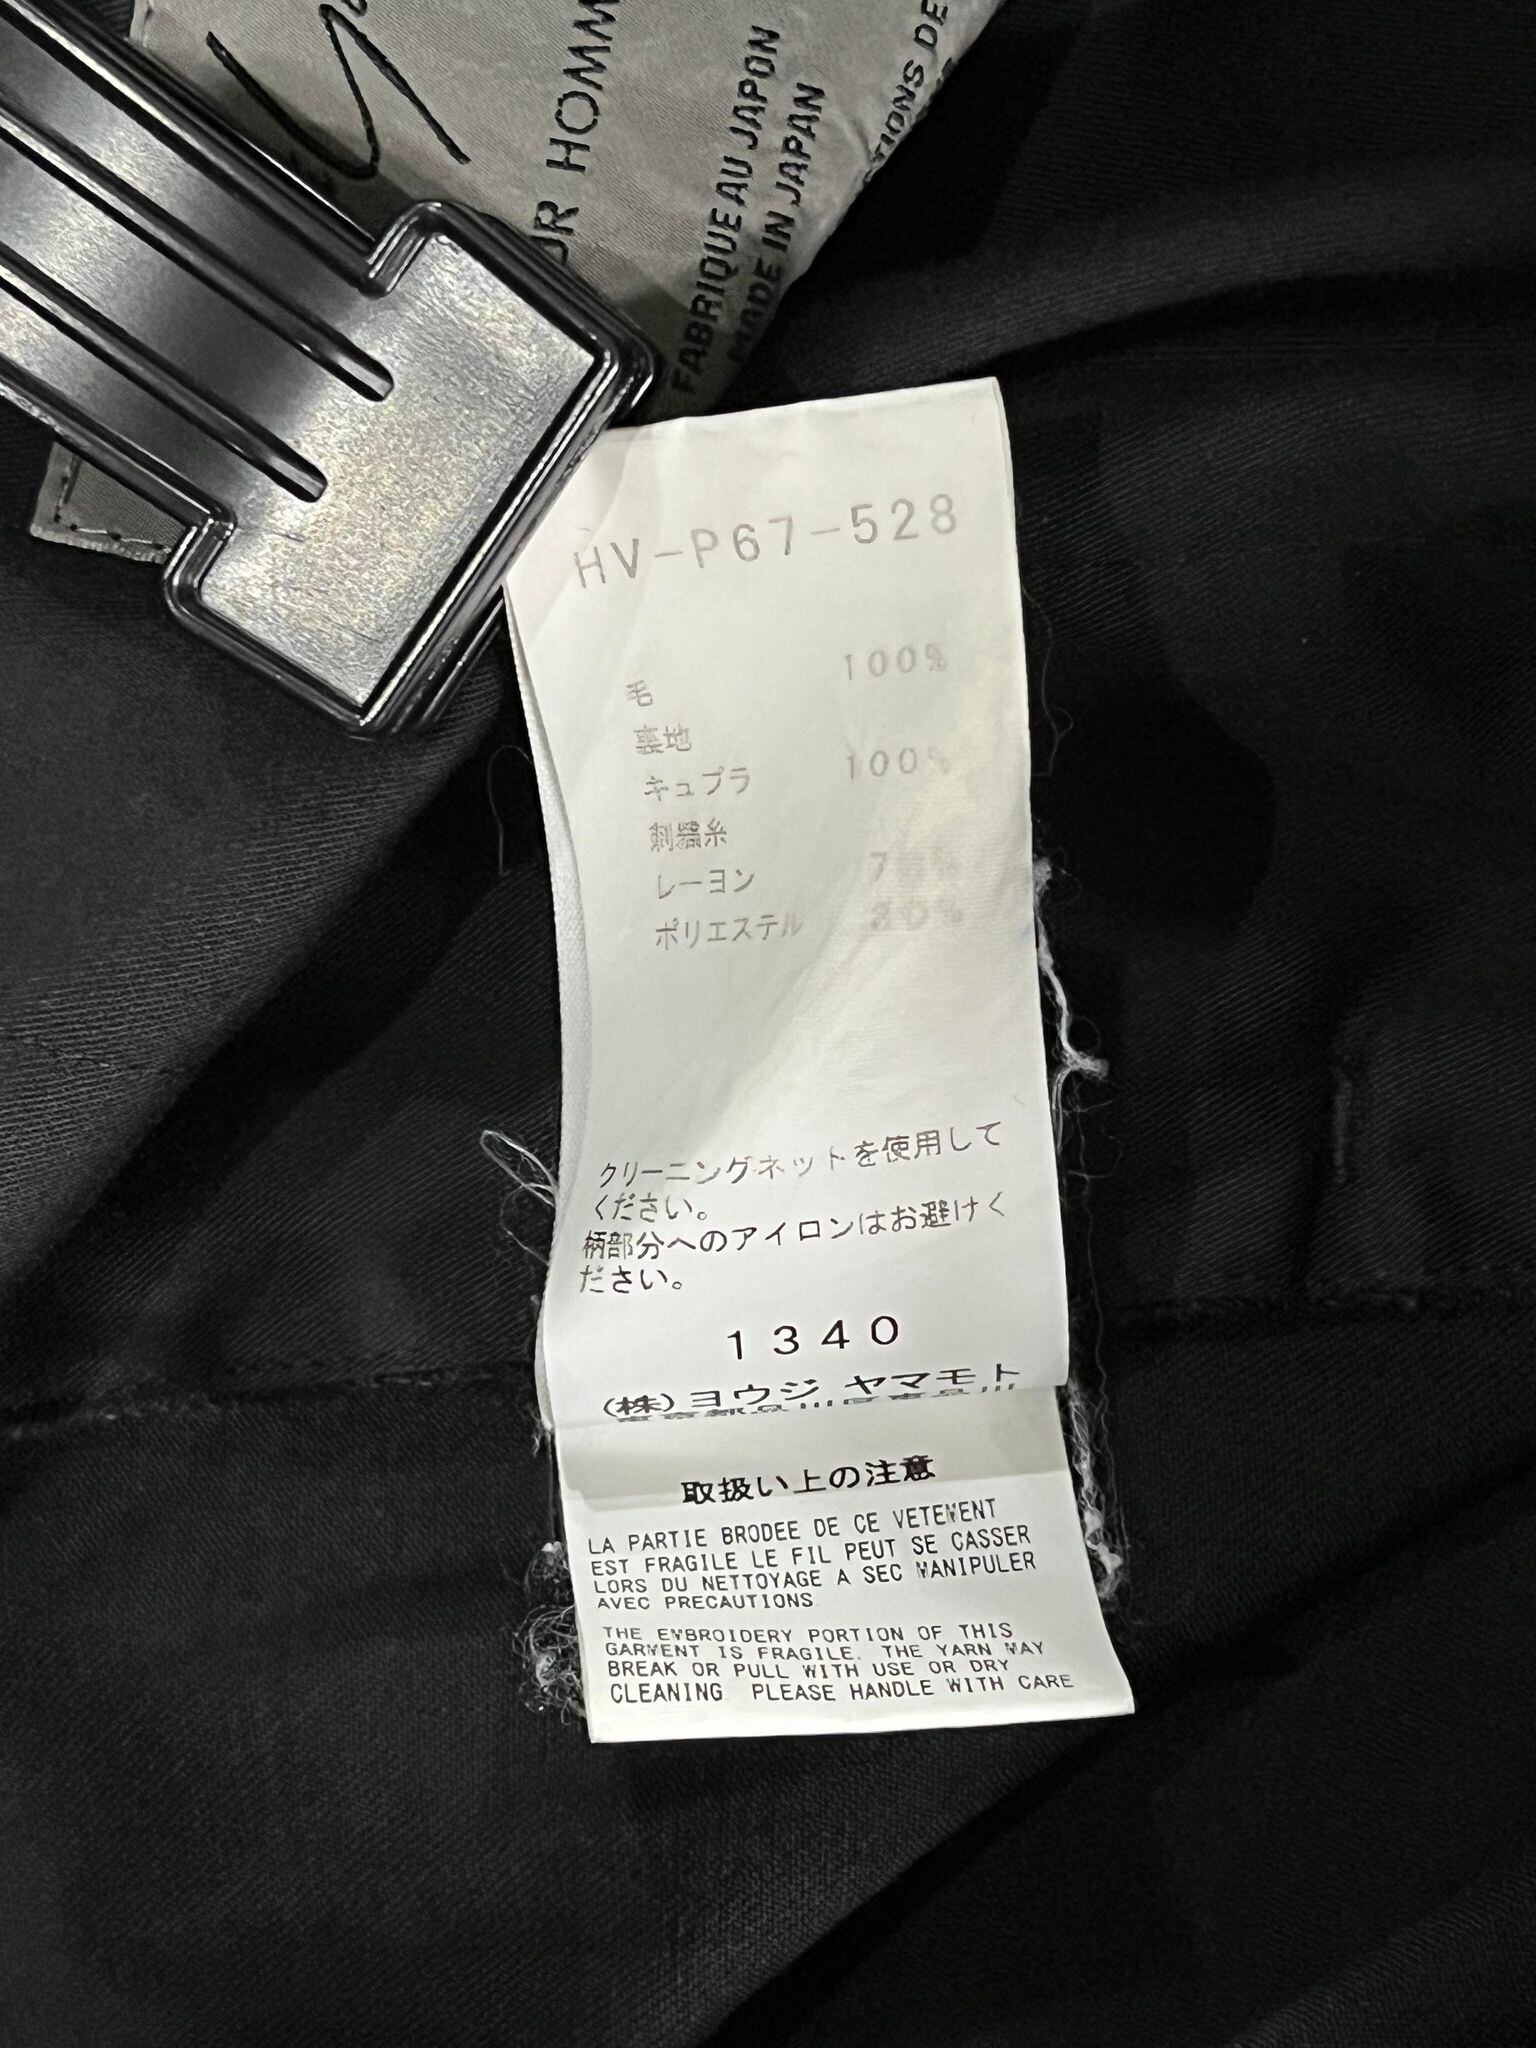 HOMM
FABRIQUE AU JAPON
MADE IN JAPAN
DE
HV-P67-528
毛 100%
裏地
キュプラ 100%
刺繍糸
レーヨン
ポリエステル 30%
クリーニングネットを使用して
ください。
柄部分へのアイロンはお避けく
ださい。
1340
(株)ヨウジ ヤマモト
取扱い上の注意
LA PARTIE BRODEE DE CE VETEMENT
EST FRAGILE LE FIL PEUT SE CASSER
LORS DU NETTOYAGE A SEC MANIPULER
AVEC PRECAUTIONS
THE EMBROIDERY PORTION OF THIS
GARMENT IS FRAGILE. THE YARN MAY
BREAK OR PULL WITH USE OR DRY
CLEANING PLEASE HANDLE WITH CARE